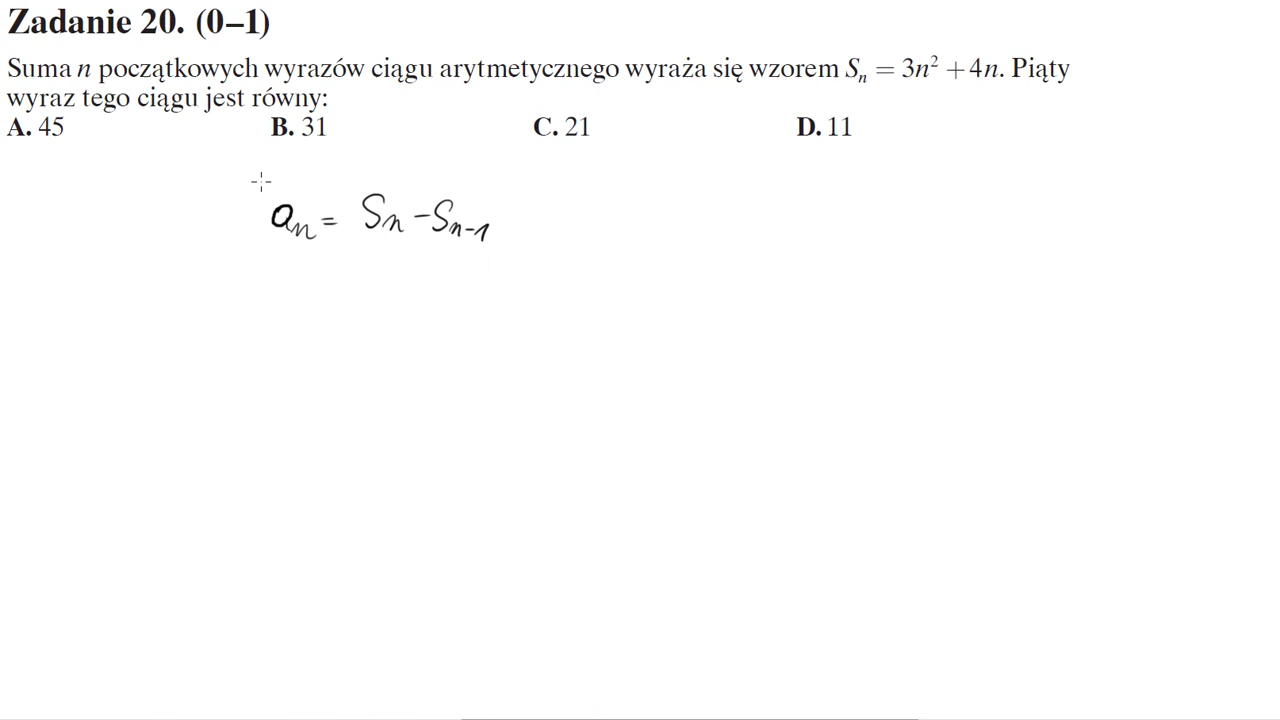 Zadanie 20. (0–1)
Suma n początkowych wyrazów ciągu arytmetycznego wyraża się wzorem Sₙ = 3n² + 4n. Piąty
wyraz tego ciągu jest równy:
A. 45 B. 31 C. 21 D. 11
aₙ = Sₙ - Sₙ₋₁